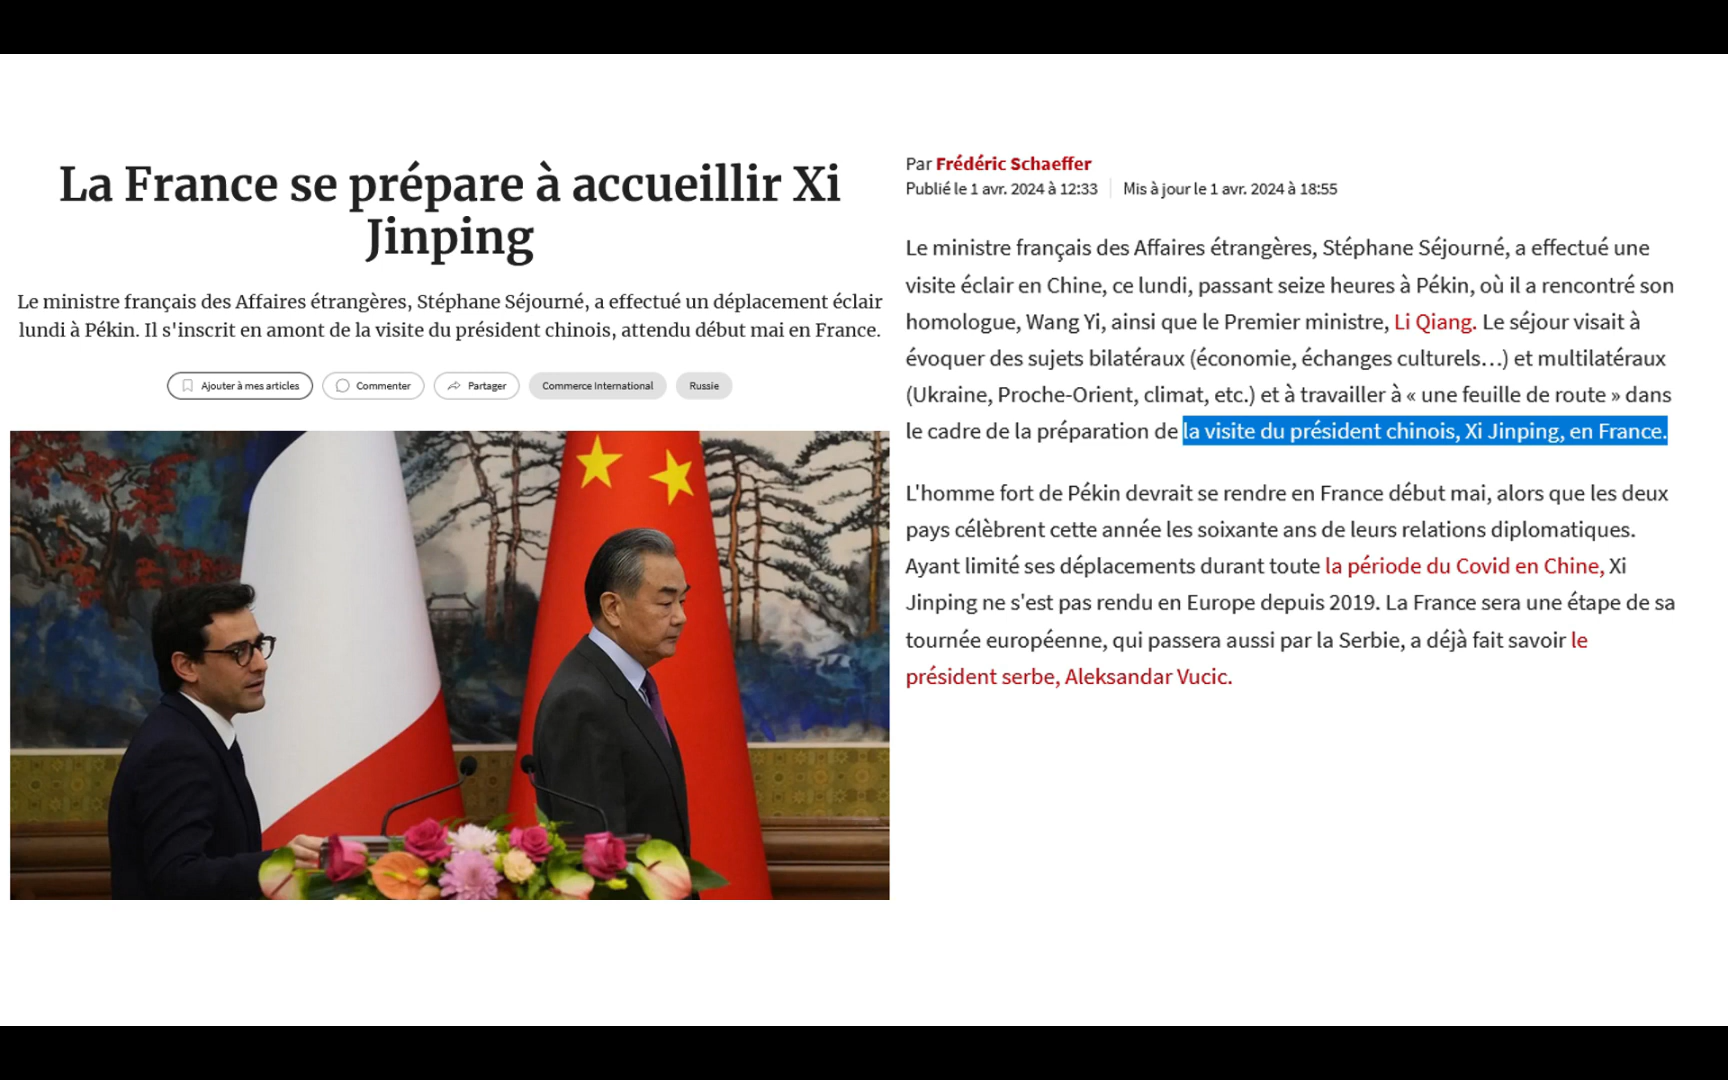 La France se prépare à accueillir Xi
Jinping
Le ministre français des Affaires étrangères, Stéphane Séjourné, a effectué un déplacement éclair
lundi à Pékin. Il s'inscrit en amont de la visite du président chinois, attendu début mai en France.
Ajouter à mes articles
Commenter
Partager
Commerce International
Russie
Par Frédéric Schaeffer
Publié le 1 avr. 2024 à 12:33 Mis à jour le 1 avr. 2024 à 18:55
Le ministre français des Affaires étrangères, Stéphane Séjourné, a effectué une
visite éclair en Chine, ce lundi, passant seize heures à Pékin, où il a rencontré son
homologue, Wang Yi, ainsi que le Premier ministre, Li Qiang. Le séjour visait à
évoquer des sujets bilatéraux (économie, échanges culturels…) et multilatéraux
(Ukraine, Proche-Orient, climat, etc.) et à travailler à « une feuille de route » dans
le cadre de la préparation de la visite du président chinois, Xi Jinping, en France.
L'homme fort de Pékin devrait se rendre en France début mai, alors que les deux
pays célèbrent cette année les soixante ans de leurs relations diplomatiques.
Ayant limité ses déplacements durant toute la période du Covid en Chine, Xi
Jinping ne s'est pas rendu en Europe depuis 2019. La France sera une étape de sa
tournée européenne, qui passera aussi par la Serbie, a déjà fait savoir le
président serbe, Aleksandar Vucic.